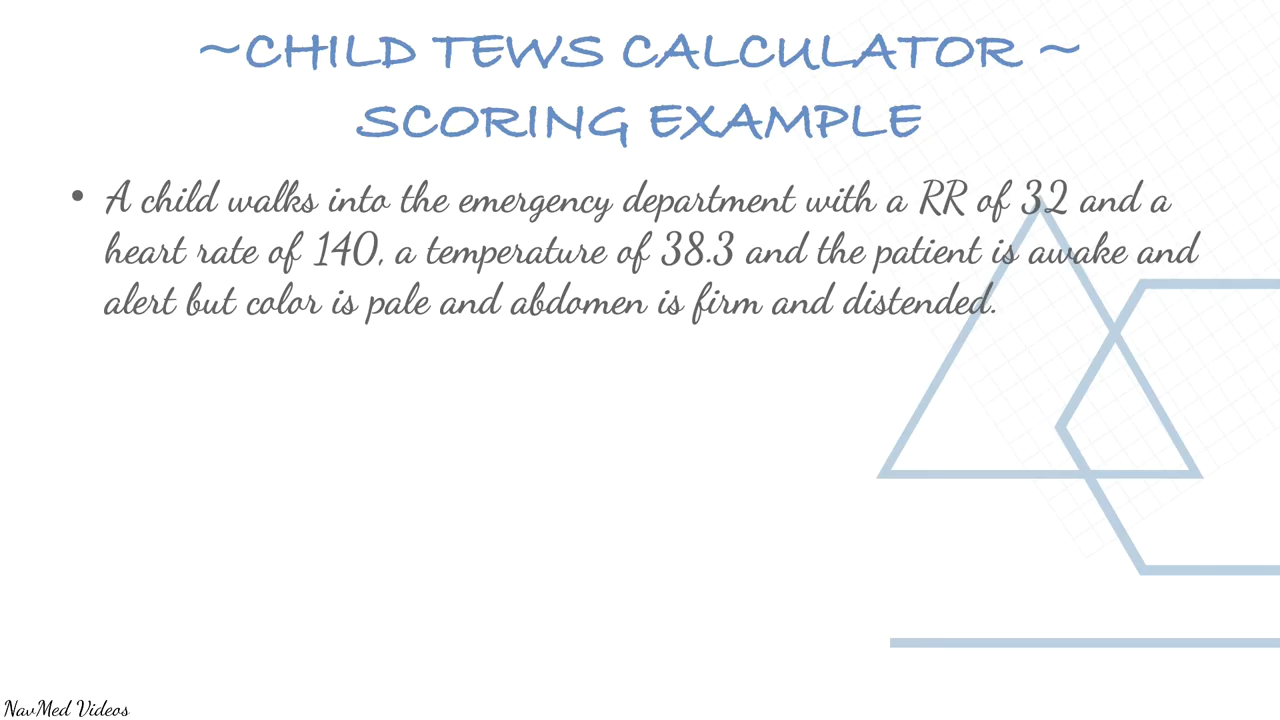 ~CHILD TEWS CALCULATOR ~
SCORING EXAMPLE
• A child walks into the emergency department with a RR of 32 and a
heart rate of 140, a temperature of 38.3 and the patient is awake and
alert but color is pale and abdomen is firm and distended.
NavMed Videos